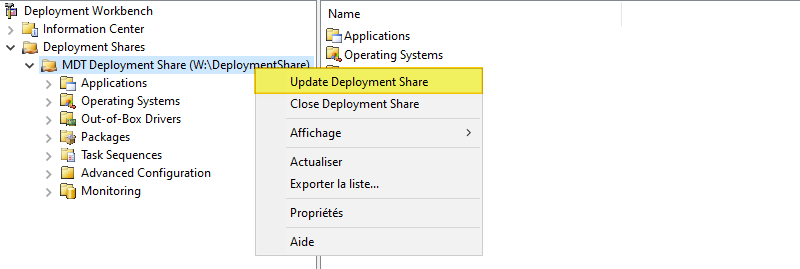 Deployment Workbench
Information Center
Deployment Shares
MDT Deployment Share (W:\DeploymentShare)
Applications
Operating Systems
Out-of-Box Drivers
Packages
Task Sequences
Advanced Configuration
Monitoring
Name
Applications
Operating Systems
Update Deployment Share
Close Deployment Share
Affichage
Actualiser
Exporter la liste...
Propriétés
Aide